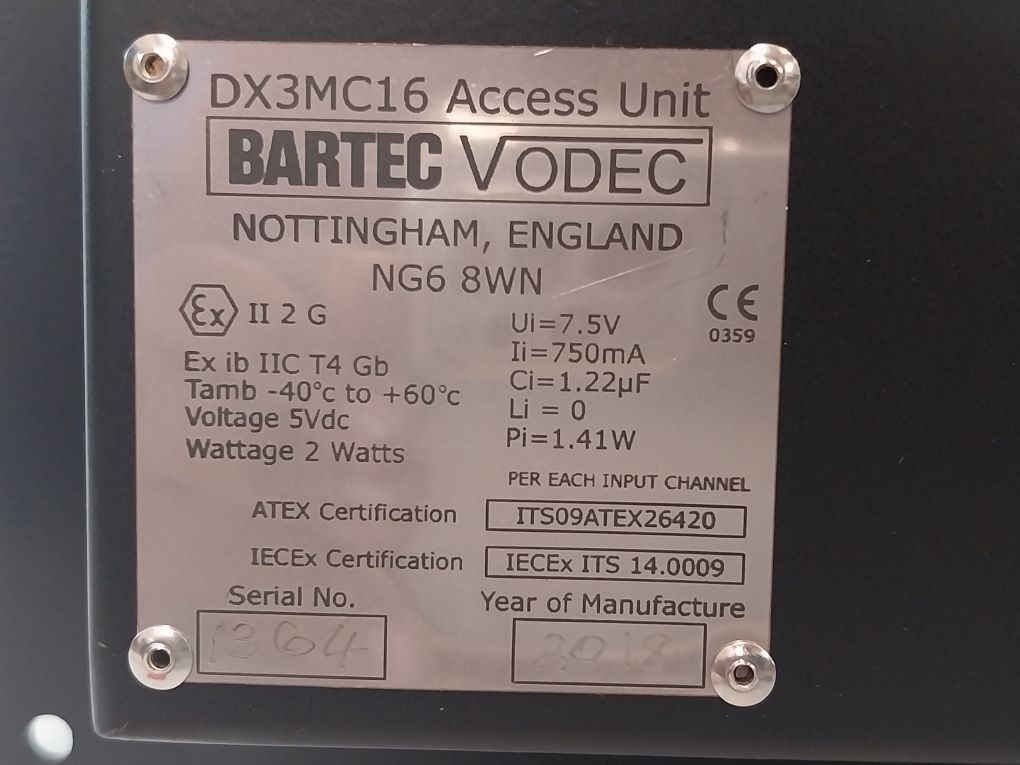 DX3MC16 Access Unit
BARTEC VODEC
NOTTINGHAM, ENGLAND
NG6 8WN
Ex II 2 G
CE
0359
Ex ib IIC T4 Gb
Tamb -40°c to +60°c
Voltage 5Vdc
Wattage 2 Watts
Ui=7.5V
Ii=750mA
Ci=1.22µF
Li = 0
Pi=1.41W
PER EACH INPUT CHANNEL
ATEX Certification ITS09ATEX26420
IECEx Certification IECEx ITS 14.0009
Serial No. Year of Manufacture
1364 2018